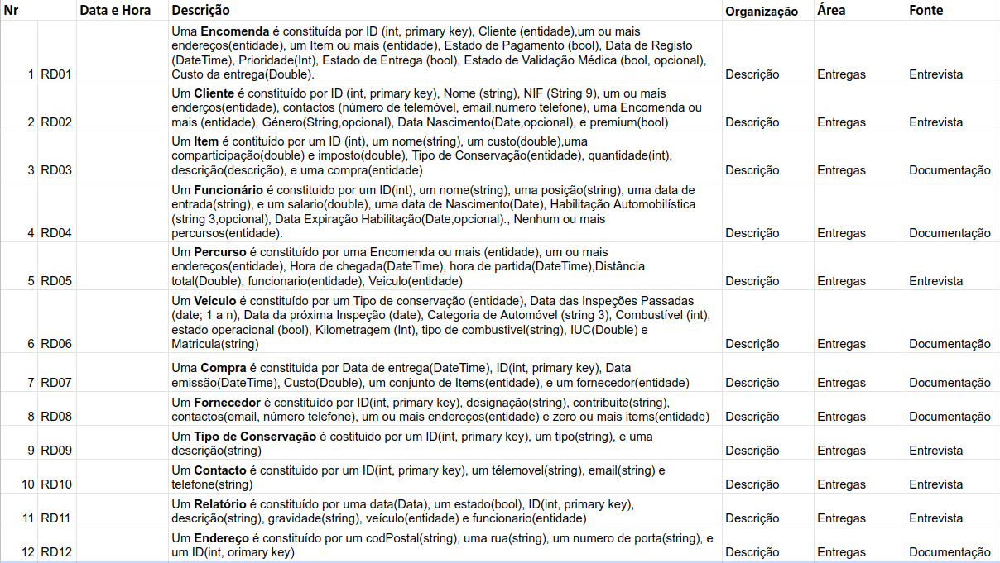 Nr Data e Hora Descrição Organização Área Fonte
Uma Encomenda é constituída por ID (int, primary key), Cliente (entidade),um ou mais
endereços(entidade), um Item ou mais (entidade), Estado de Pagamento (bool), Data de Registo
(DateTime), Prioridade(Int), Estado de Entrega (bool), Estado de Validação Médica (bool, opcional),
1 RD01 Custo da entrega(Double). Descrição Entregas Entrevista
Um Cliente é constituído por ID (int, primary key), Nome (string), NIF (String 9), um ou mais
enderços(entidade), contactos (número de telemóvel, email,numero telefone), uma Encomenda ou
2 RD02 mais (entidade), Género(String,opcional), Data Nascimento(Date,opcional), e premium(bool) Descrição Entregas Entrevista
Um Item é contituido por um ID (int), um nome(string), um custo(double),uma
comparticipação(double) e imposto(double), Tipo de Conservação(entidade), quantidade(int),
3 RD03 descrição(descrição), e uma compra(entidade) Descrição Entregas Documentação
Um Funcionário é constituido por um ID(int), um nome(string), uma posição(string), uma data de
entrada(string), e um salario(double), uma data de Nascimento(Date), Habilitação Automobilística
(string 3,opcional), Data Expiração Habilitação(Date,opcional)., Nenhum ou mais
4 RD04 percursos(entidade). Descrição Entregas Documentação
Um Percurso é constituído por uma Encomenda ou mais (entidade), um ou mais
endereços(entidade), Hora de chegada(DateTime), hora de partida(DateTime),Distância
5 RD05 total(Double), funcionario(entidade), Veiculo(entidade) Descrição Entregas Entrevista
Um Veículo é constituído por um Tipo de conservação (entidade), Data das Inspeções Passadas
(date; 1 a n), Data da próxima Inspeção (date), Categoria de Automóvel (string 3), Combustível (int),
estado operacional (bool), Kilometragem (Int), tipo de combustivel(string), IUC(Double) e
6 RD06 Matricula(string) Descrição Entregas Documentação
Uma Compra é constituida por Data de entrega(DateTime), ID(int, primary key), Data
7 RD07 emissão(DateTime), Custo(Double), um conjunto de Items(entidade), e um fornecedor(entidade) Descrição Entregas Documentação
Um Fornecedor é constituído por ID(int, primary key), designação(string), contribuite(string),
8 RD08 contactos(email, número telefone), um ou mais endereços(entidade) e zero ou mais items(entidade) Descrição Entregas Documentação
Um Tipo de Conservação é costituido por um ID(int, primary key), um tipo(string), e uma
9 RD09 descrição(string) Descrição Entregas Entrevista
Um Contacto é constituido por um ID(int, primary key), um télemovel(string), email(string) e
10 RD10 telefone(string) Descrição Entregas Entrevista
Um Relatório é constituído por uma data(Data), um estado(bool), ID(int, primary key),
11 RD11 descrição(string), gravidade(string), veículo(entidade) e funcionario(entidade) Descrição Entregas Entrevista
Um Endereço é constituído por um codPostal(string), uma rua(string), um numero de porta(string), e
12 RD12 um ID(int, orimary key) Descrição Entregas Documentação